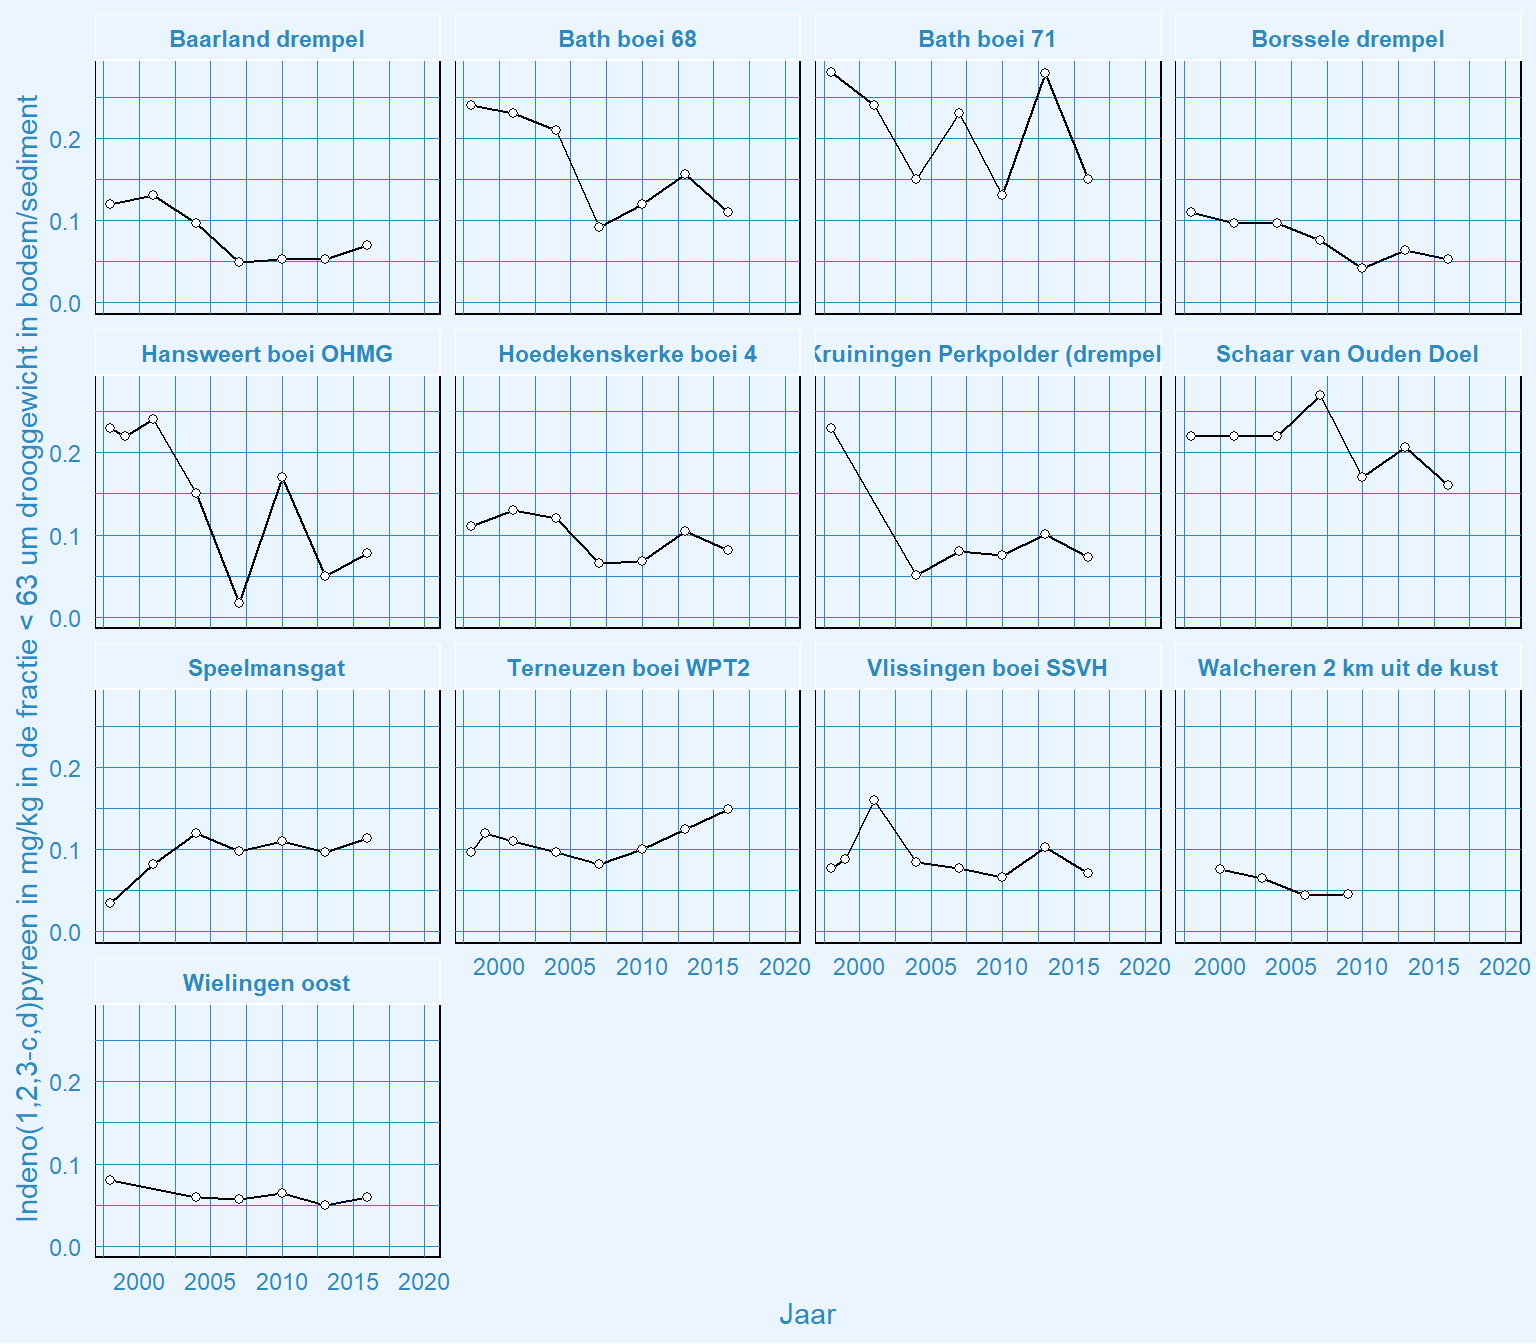 Indeno(1,2,3-c,d)pyreen in mg/kg in de fractie < 63 um drooggewicht in bodem/sediment
Baarland drempel
Bath boei 68
Bath boei 71
Borssele drempel
0.2
0.1
0.0
Hansweert boei OHMG
Hoedekenskerke boei 4
Kruiningen Perkpolder (drempel
Schaar van Ouden Doel
0.2
0.1
0.0
Speelmansgat
Terneuzen boei WPT2
Vlissingen boei SSVH
Walcheren 2 km uit de kust
0.2
0.1
0.0
2000 2005 2010 2015 2020
2000 2005 2010 2015 2020
2000 2005 2010 2015 2020
Wielingen oost
0.2
0.1
0.0
2000 2005 2010 2015 2020
Jaar